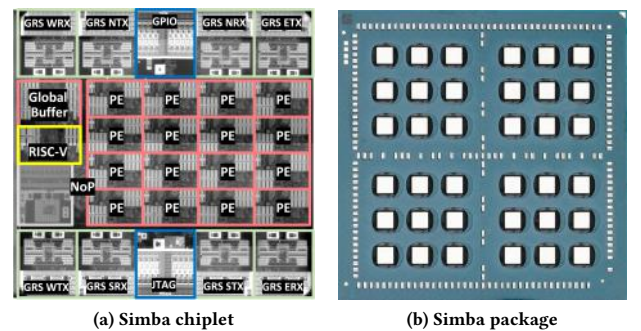 GRS WRX GRS NTX GPIO GRS NRX GRS ETX
Global
Buffer
PE PE PE PE
RISC-V
PE PE PE PE
PE PE PE PE
NoP
PE PE PE PE
GRS WTX GRS SRX JTAG GRS STX GRS ERX
(a) Simba chiplet
(b) Simba package